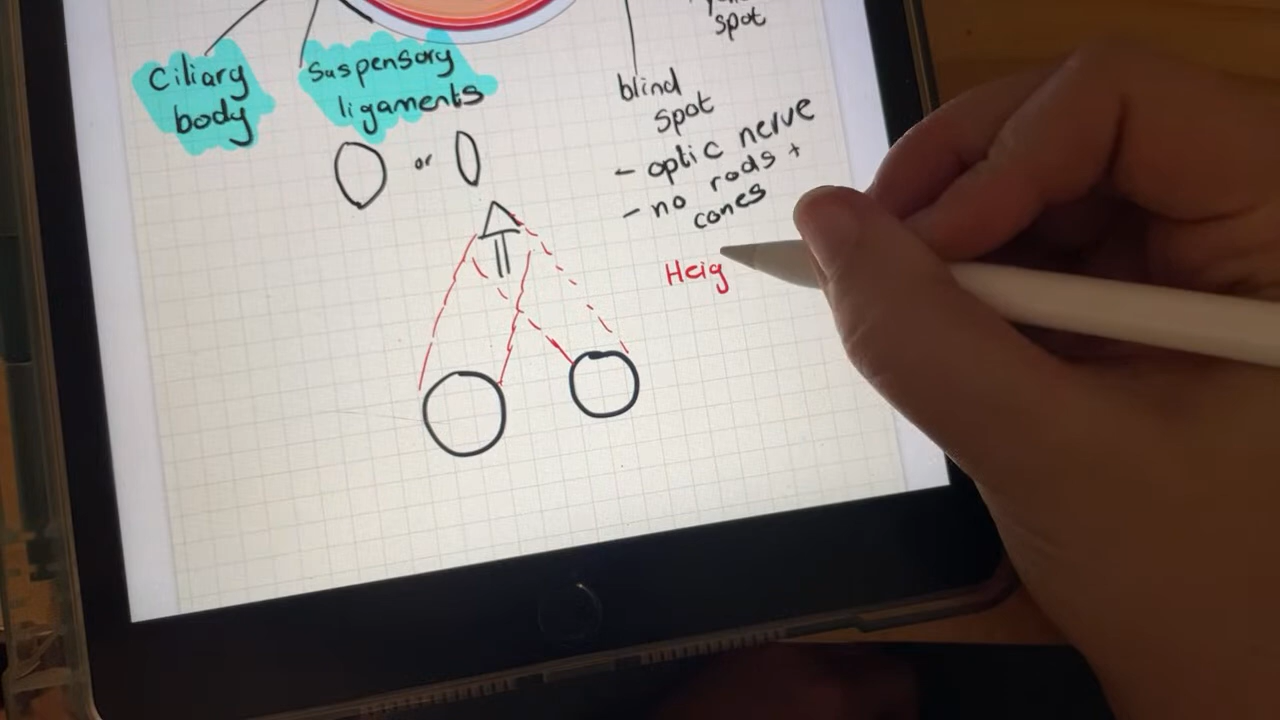 spot
Ciliary
body
Suspensory
ligaments
or
blind
spot
- optic nerve
- no rods +
cones
Heig